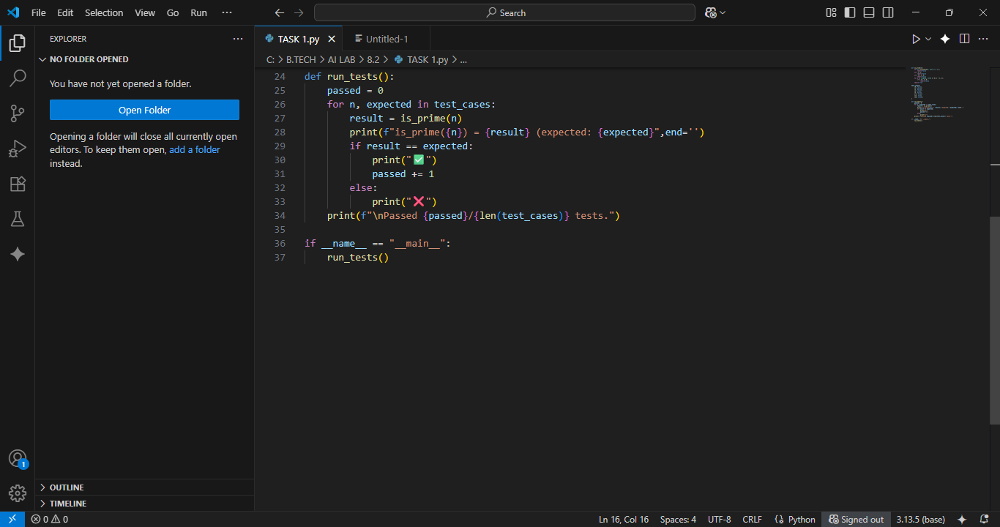 File Edit Selection View Go Run ···
Search
EXPLORER ···
NO FOLDER OPENED
You have not yet opened a folder.
Open Folder
Opening a folder will close all currently open
editors. To keep them open, add a folder
instead.
OUTLINE
TIMELINE
1
TASK 1.py
Untitled-1
C: > B.TECH > AI LAB > 8.2 > TASK 1.py > ...
24 def run_tests():
25     passed = 0
26     for n, expected in test_cases:
27         result = is_prime(n)
28         print(f"is_prime({n}) = {result} (expected: {expected}",end='')
29         if result == expected:
30             print("✅")
31             passed += 1
32         else:
33             print("❌")
34     print(f"\nPassed {passed}/{len(test_cases)} tests.")
35
36 if __name__ == "__main__":
37     run_tests()
0 0 Ln 16, Col 16 Spaces: 4 UTF-8 CRLF {} Python Signed out 3.13.5 (base)